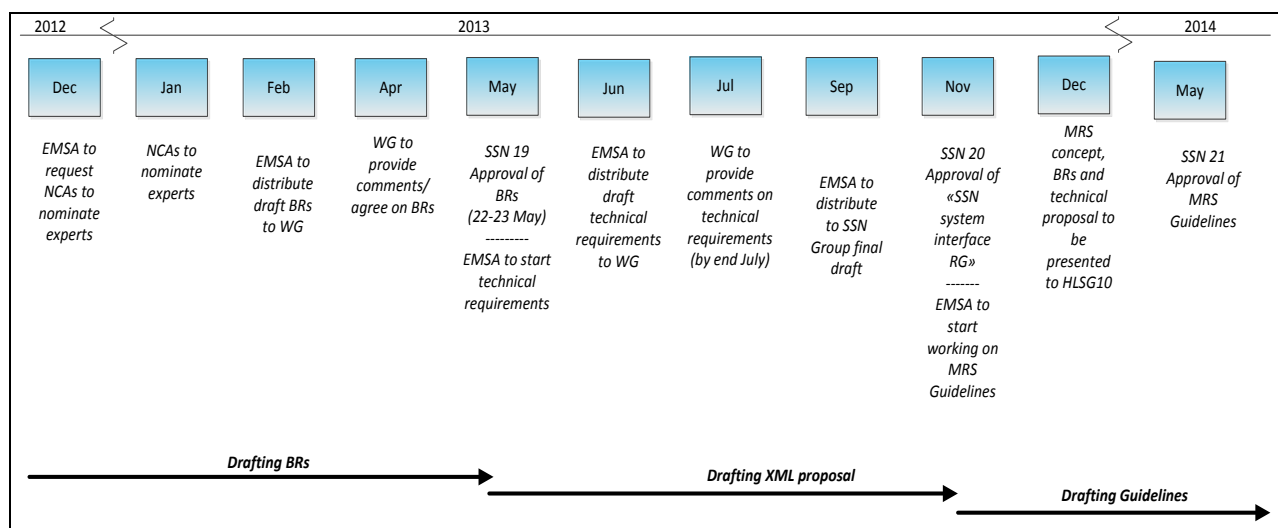 2012
2013
2014
Dec
Jan
Feb
Apr
May
Jun
Jul
Sep
Nov
Dec
May
EMSA to
request
NCAs to
nominate
experts
NCAs to
nominate
experts
EMSA to
distribute
draft BRs
to WG
WG to
provide
comments/
agree on BRs
SSN 19
Approval of
BRs
(22-23 May)
---------
EMSA to start
technical
requirements
EMSA to
distribute
draft
technical
requirements
to WG
WG to
provide
comments on
technical
requirements
(by end July)
EMSA to
distribute
to SSN
Group final
draft
SSN 20
Approval of
«SSN
system
interface
RG»
-------
EMSA to
start
working on
MRS
Guidelines
MRS
concept,
BRs and
technical
proposal to
be
presented
to HLSG10
SSN 21
Approval of
MRS
Guidelines
Drafting BRs
Drafting XML proposal
Drafting Guidelines